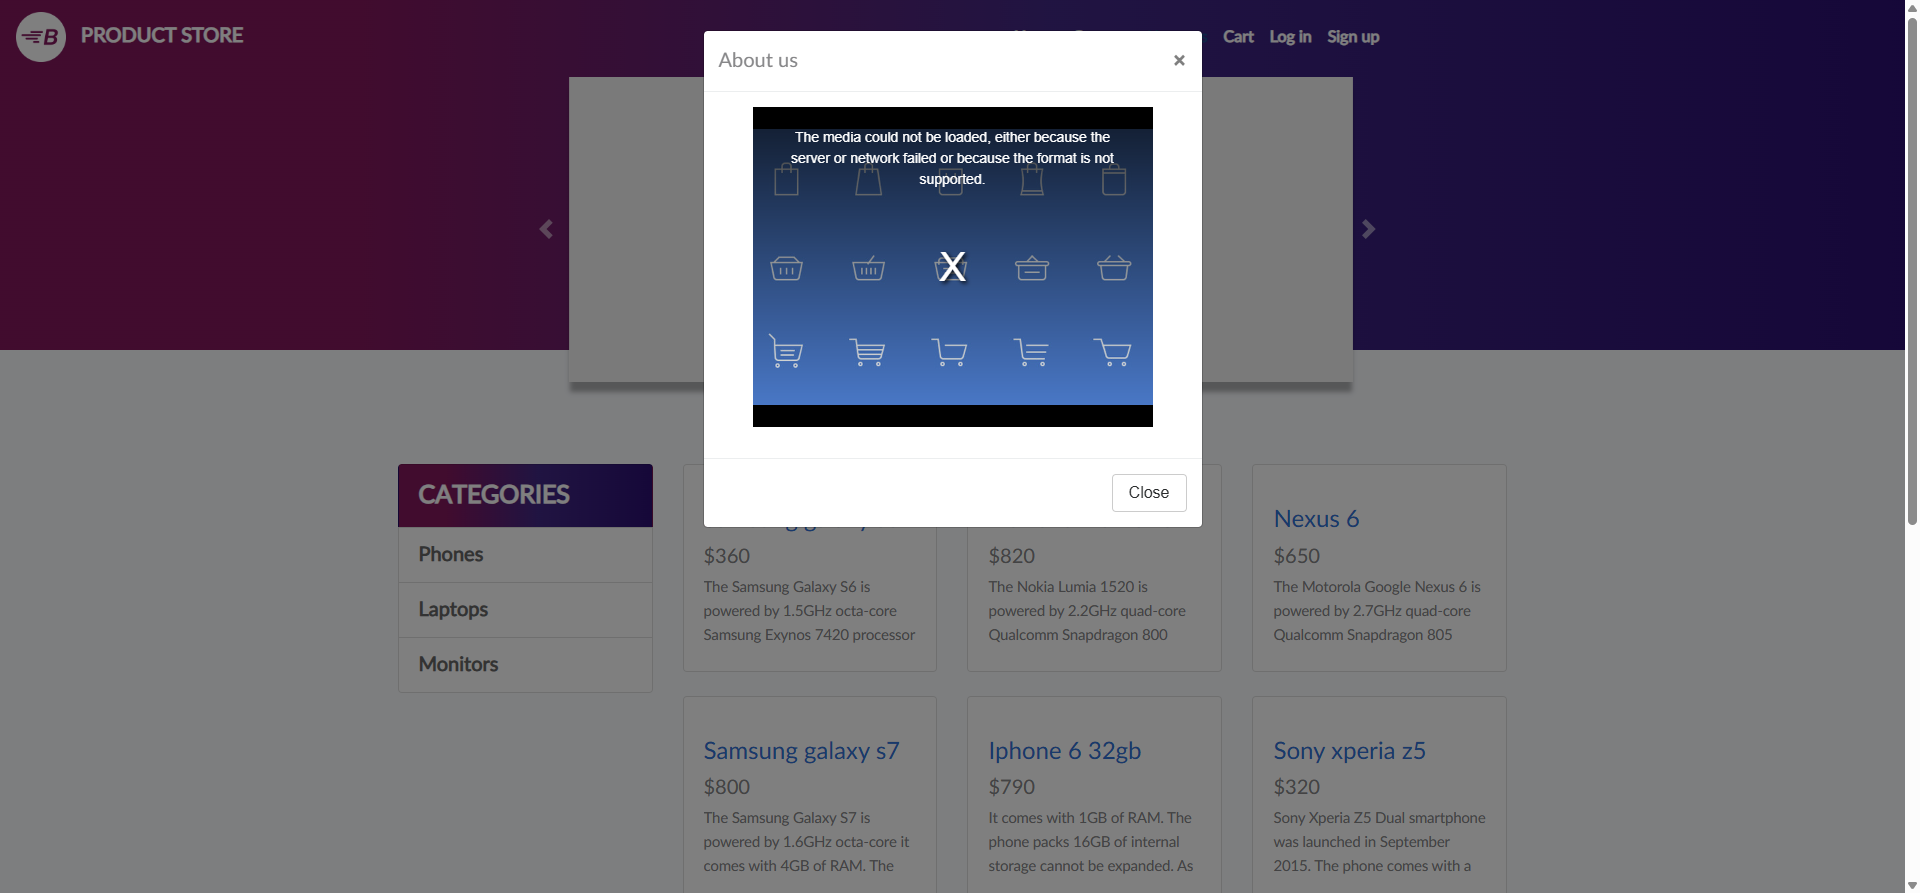 B PRODUCT STORE
Cart Log in Sign up
About us ×
The media could not be loaded, either because the
server or network failed or because the format is not
supported.
X
Close
CATEGORIES
Phones
Laptops
Monitors
$360
The Samsung Galaxy S6 is
powered by 1.5GHz octa-core
Samsung Exynos 7420 processor
$820
The Nokia Lumia 1520 is
powered by 2.2GHz quad-core
Qualcomm Snapdragon 800
Nexus 6
$650
The Motorola Google Nexus 6 is
powered by 2.7GHz quad-core
Qualcomm Snapdragon 805
Samsung galaxy s7
$800
The Samsung Galaxy S7 is
powered by 1.6GHz octa-core it
comes with 4GB of RAM. The
Iphone 6 32gb
$790
It comes with 1GB of RAM. The
phone packs 16GB of internal
storage cannot be expanded. As
Sony xperia z5
$320
Sony Xperia Z5 Dual smartphone
was launched in September
2015. The phone comes with a